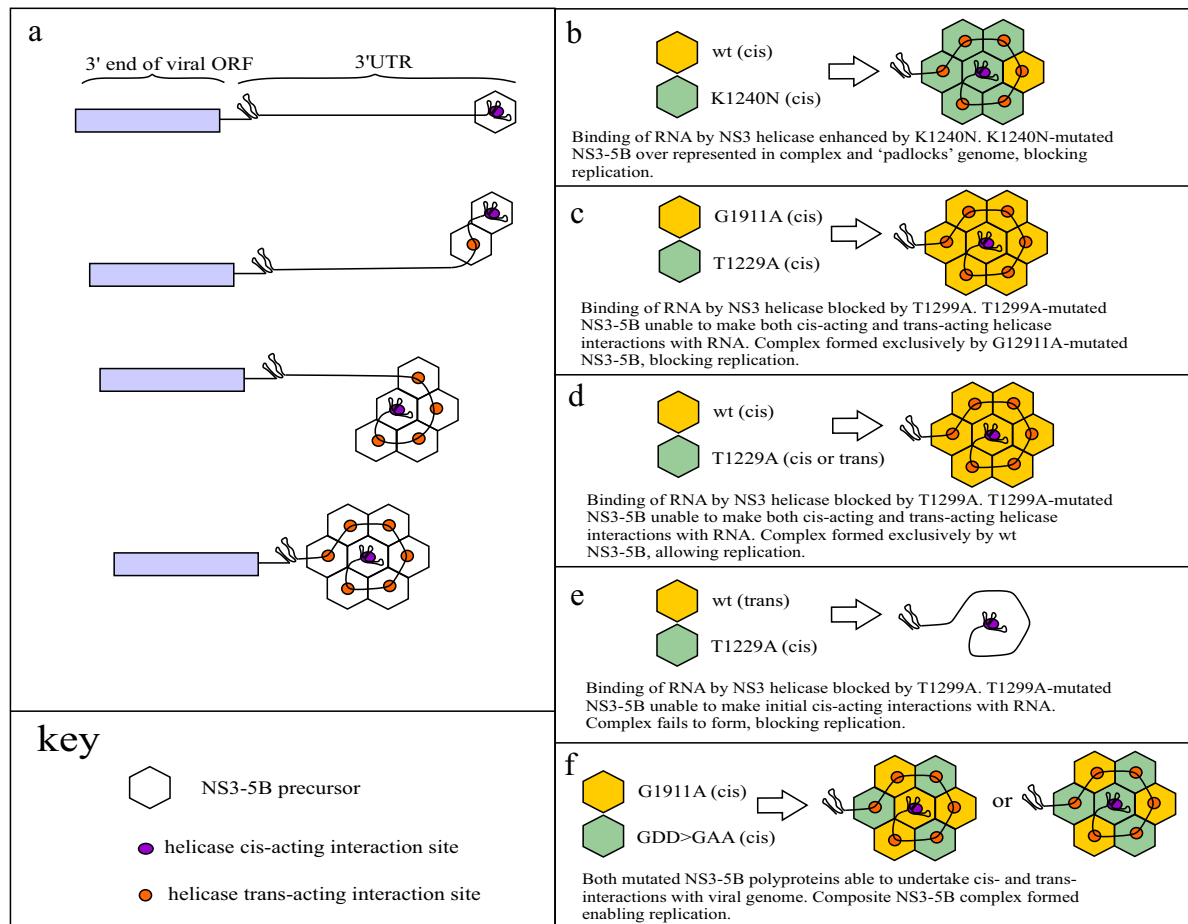 a
3' end of viral ORF
3'UTR
key
NS3-5B precursor
helicase cis-acting interaction site
helicase trans-acting interaction site
b
wt (cis)
K1240N (cis)
Binding of RNA by NS3 helicase enhanced by K1240N. K1240N-mutated
NS3-5B over represented in complex and ‘padlocks’ genome, blocking
replication.
c
G1911A (cis)
T1229A (cis)
Binding of RNA by NS3 helicase blocked by T1299A. T1299A-mutated
NS3-5B unable to make both cis-acting and trans-acting helicase
interactions with RNA. Complex formed exclusively by G12911A-mutated
NS3-5B, blocking replication.
d
wt (cis)
T1229A (cis or trans)
Binding of RNA by NS3 helicase blocked by T1299A. T1299A-mutated
NS3-5B unable to make both cis-acting and trans-acting helicase
interactions with RNA. Complex formed exclusively by wt
NS3-5B, allowing replication.
e
wt (trans)
T1229A (cis)
Binding of RNA by NS3 helicase blocked by T1299A. T1299A-mutated
NS3-5B unable to make initial cis-acting interactions with RNA.
Complex fails to form, blocking replication.
f
G1911A (cis)
GDD>GAA (cis)
or
Both mutated NS3-5B polyproteins able to undertake cis- and trans-
interactions with viral genome. Composite NS3-5B complex formed
enabling replication.